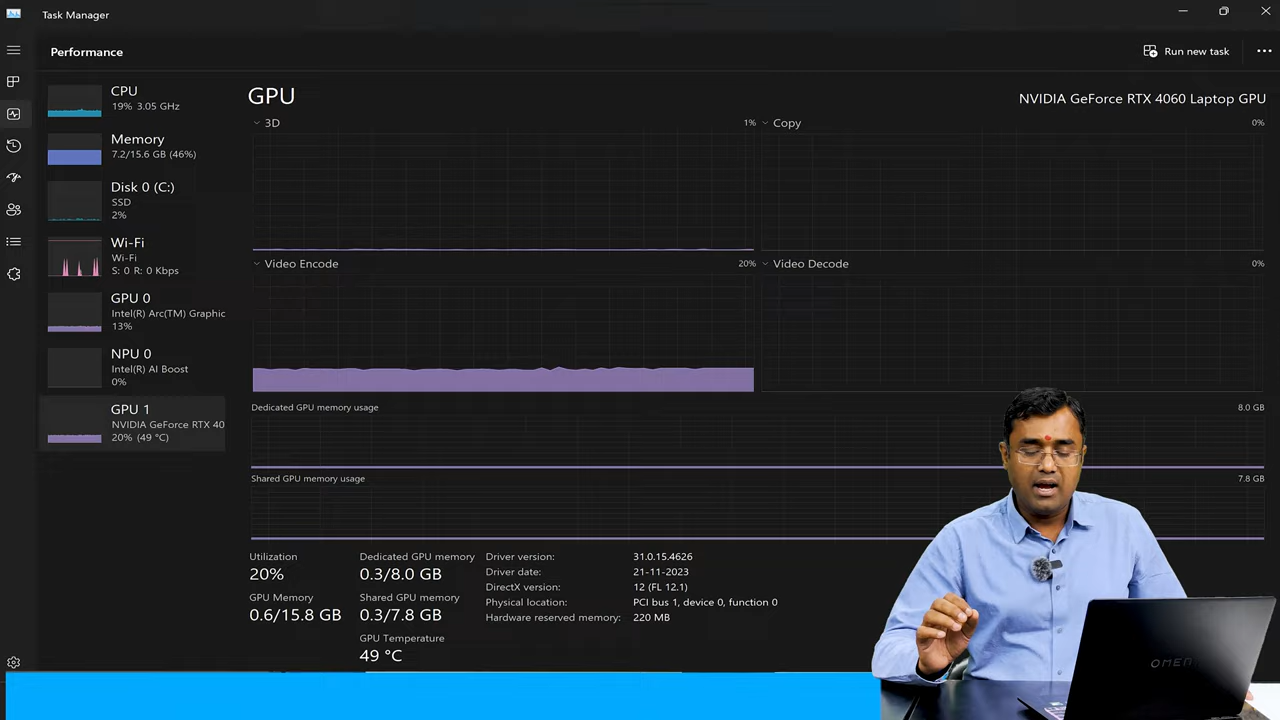 Task Manager
Performance
Run new task
CPU
19% 3.05 GHz
Memory
7.2/15.6 GB (46%)
Disk 0 (C:)
SSD
2%
Wi-Fi
Wi-Fi
S: 0 R: 0 Kbps
GPU 0
Intel(R) Arc(TM) Graphic
13%
NPU 0
Intel(R) AI Boost
0%
GPU 1
NVIDIA GeForce RTX 40
20% (49 °C)
GPU
NVIDIA GeForce RTX 4060 Laptop GPU
3D 1%
Copy 0%
Video Encode 20%
Video Decode 0%
Dedicated GPU memory usage 8.0 GB
Shared GPU memory usage 7.8 GB
Utilization
20%
Dedicated GPU memory
0.3/8.0 GB
GPU Memory
0.6/15.8 GB
Shared GPU memory
0.3/7.8 GB
GPU Temperature
49 °C
Driver version: 31.0.15.4626
Driver date: 21-11-2023
DirectX version: 12 (FL 12.1)
Physical location: PCI bus 1, device 0, function 0
Hardware reserved memory: 220 MB
OMEN